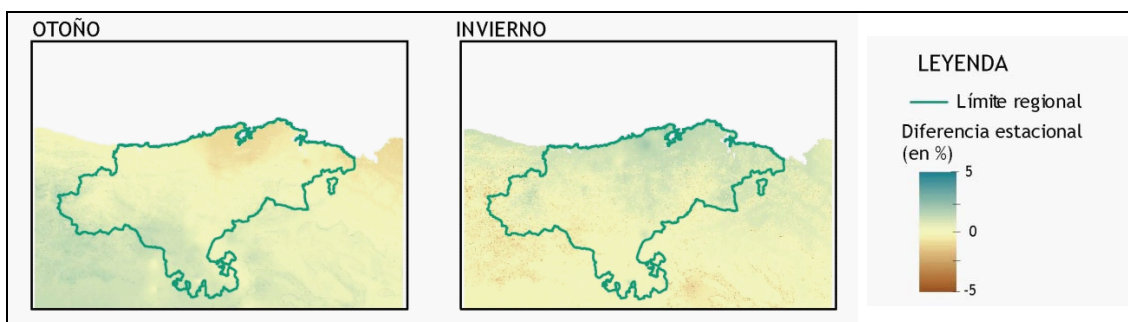 OTOÑO
INVIERNO
LEYENDA
Límite regional
Diferencia estacional
(en %)
5
0
-5